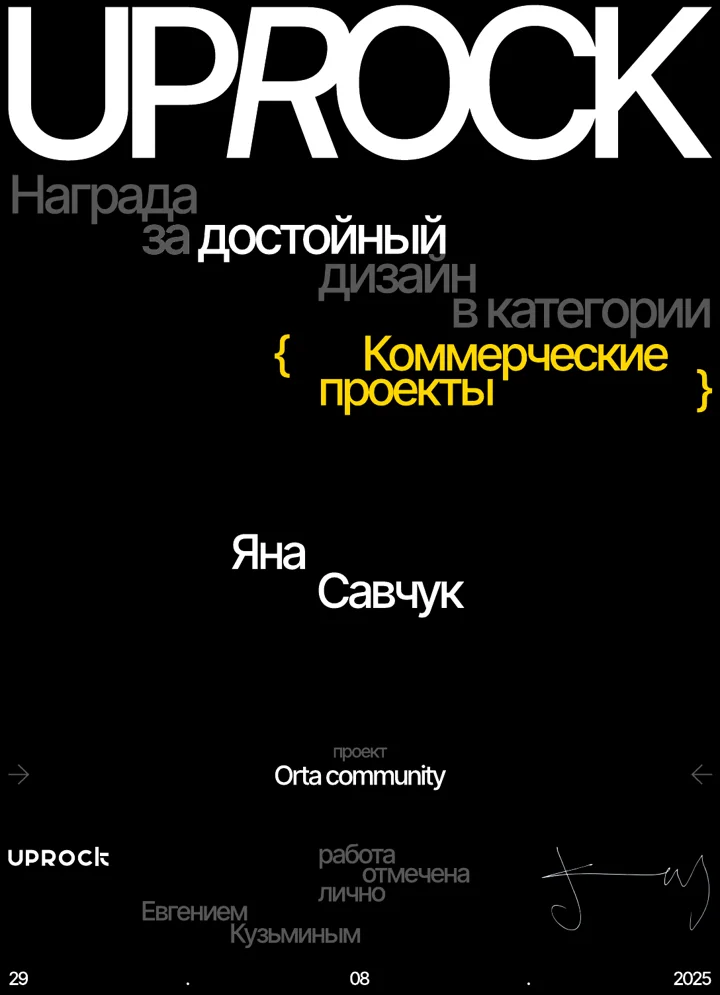 UPROCK
Награда
за достойный
дизайн
в категории
{ Коммерческие
проекты }
Яна
Савчук
проект
Orta community
UPROCK
работа
отмечена
лично
Евгением
Кузьминым
29 . 08 . 2025